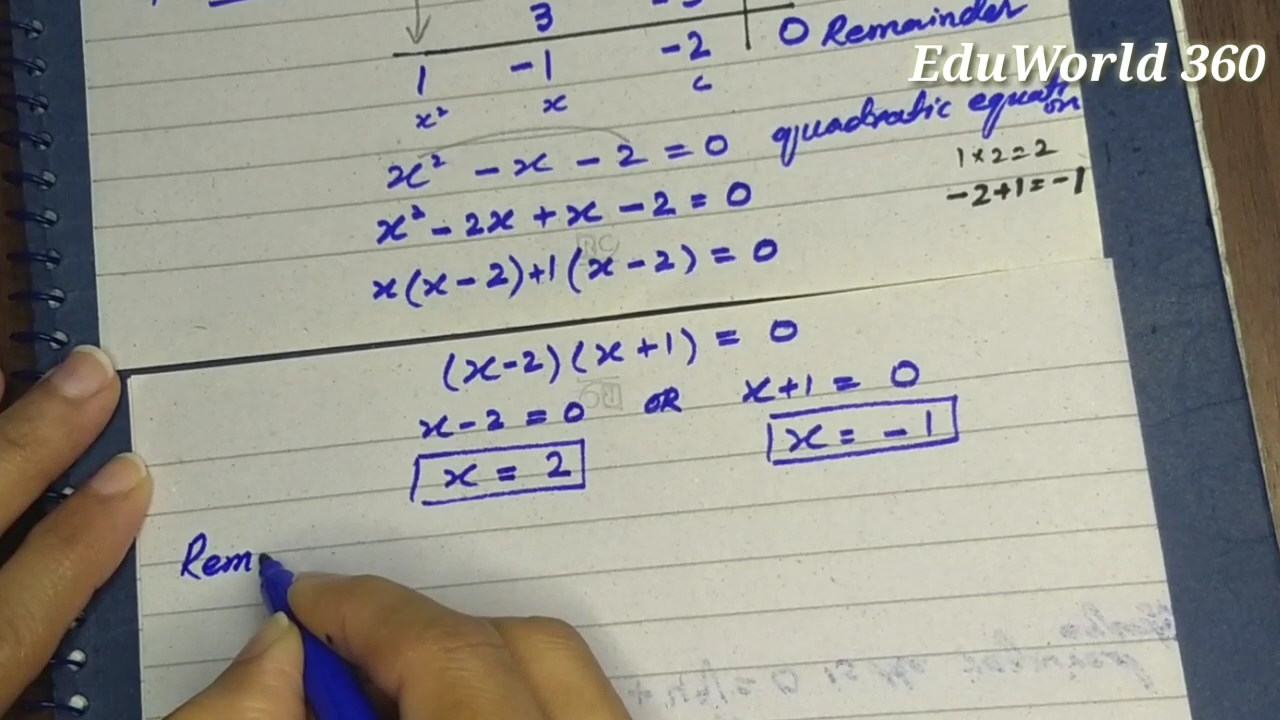 3
EduWorld 360
1 -1 -2 0 Remainder
x² x c
x² - x - 2 = 0 quadratic equation
1 × 2 = 2
x² - 2x + x - 2 = 0
-2 + 1 = -1
x(x - 2) + 1(x - 2) = 0
(x - 2)(x + 1) = 0
x - 2 = 0 OR x + 1 = 0
x = 2 x = -1
Rem